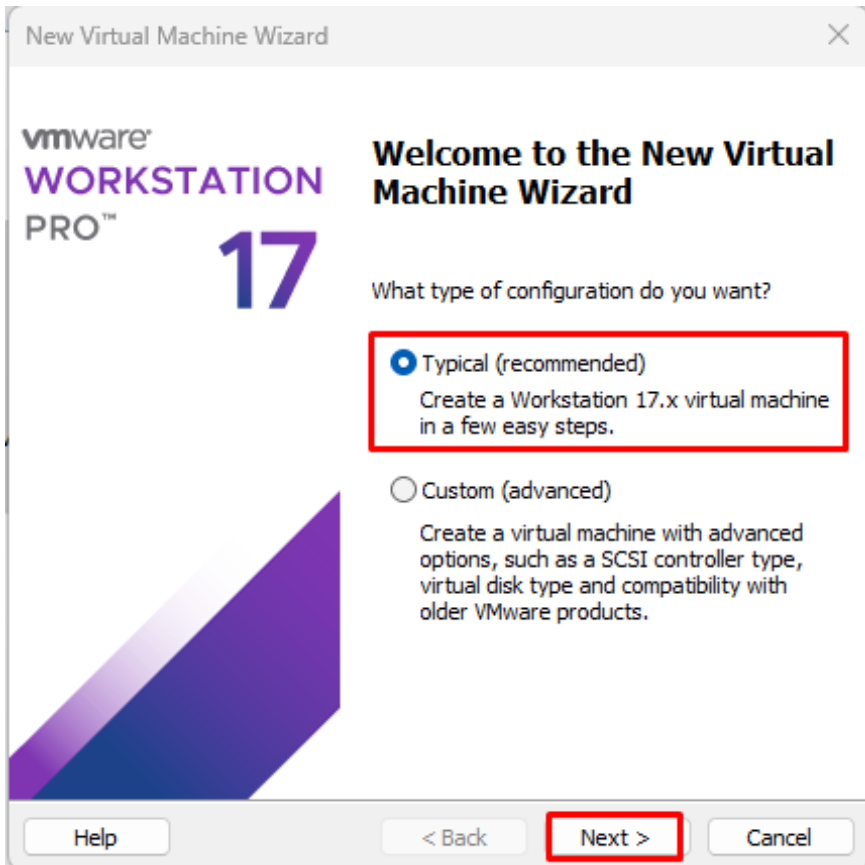 New Virtual Machine Wizard
vmware®
WORKSTATION
PRO™
17
Welcome to the New Virtual
Machine Wizard
What type of configuration do you want?
Typical (recommended)
Create a Workstation 17.x virtual machine
in a few easy steps.
Custom (advanced)
Create a virtual machine with advanced
options, such as a SCSI controller type,
virtual disk type and compatibility with
older VMware products.
Help
< Back
Next >
Cancel